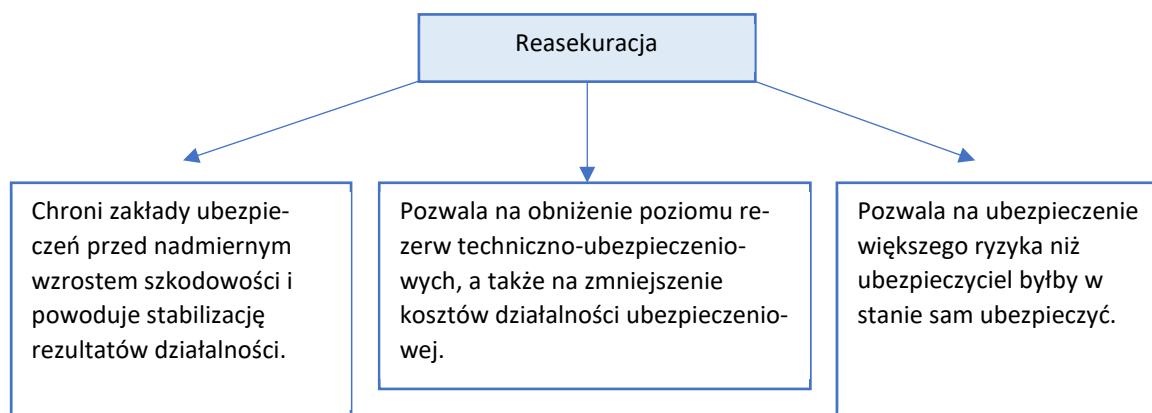 Reasekuracja
Chroni zakłady ubezpie-
czeń przed nadmiernym
wzrostem szkodowości i
powoduje stabilizację
rezultatów działalności.
Pozwala na obniżenie poziomu re-
zerw techniczno-ubezpieczenio-
wych, a także na zmniejszenie
kosztów działalności ubezpieczenio-
wej.
Pozwala na ubezpieczenie
większego ryzyka niż
ubezpieczyciel byłby w
stanie sam ubezpieczyć.